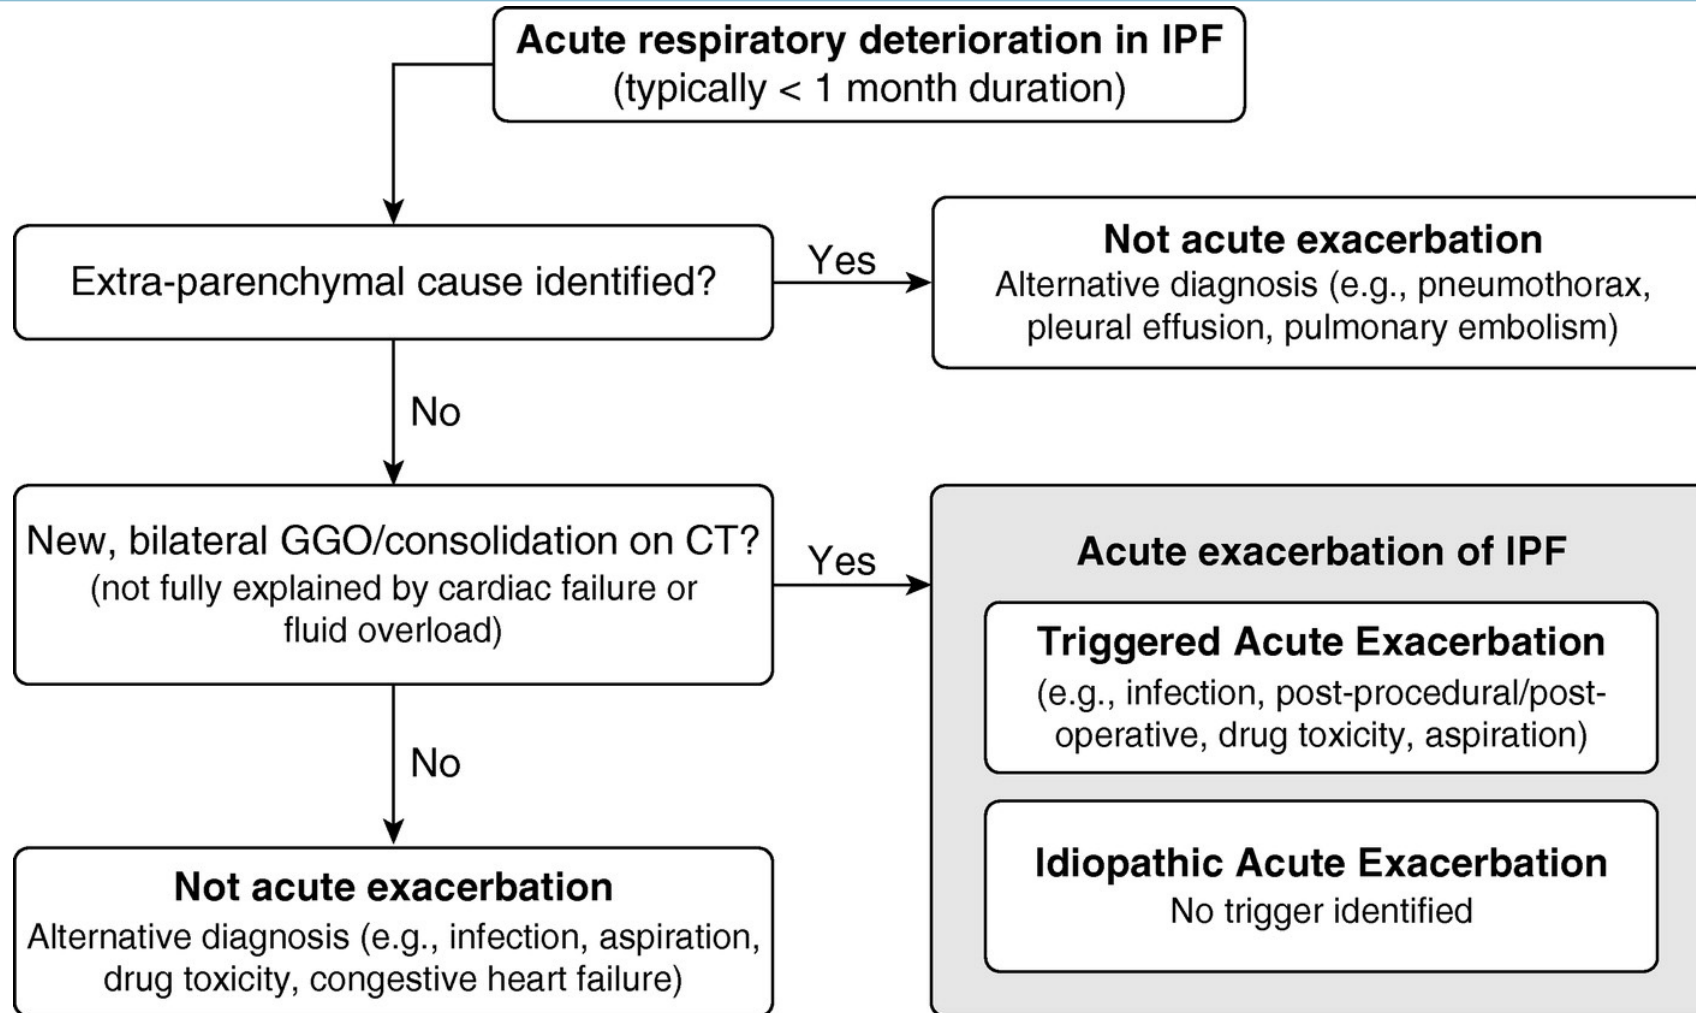 Acute respiratory deterioration in IPF
(typically < 1 month duration)
Extra-parenchymal cause identified?
Yes
Not acute exacerbation
Alternative diagnosis (e.g., pneumothorax,
pleural effusion, pulmonary embolism)
No
New, bilateral GGO/consolidation on CT?
(not fully explained by cardiac failure or
fluid overload)
Yes
Acute exacerbation of IPF
Triggered Acute Exacerbation
(e.g., infection, post-procedural/post-
operative, drug toxicity, aspiration)
Idiopathic Acute Exacerbation
No trigger identified
No
Not acute exacerbation
Alternative diagnosis (e.g., infection, aspiration,
drug toxicity, congestive heart failure)